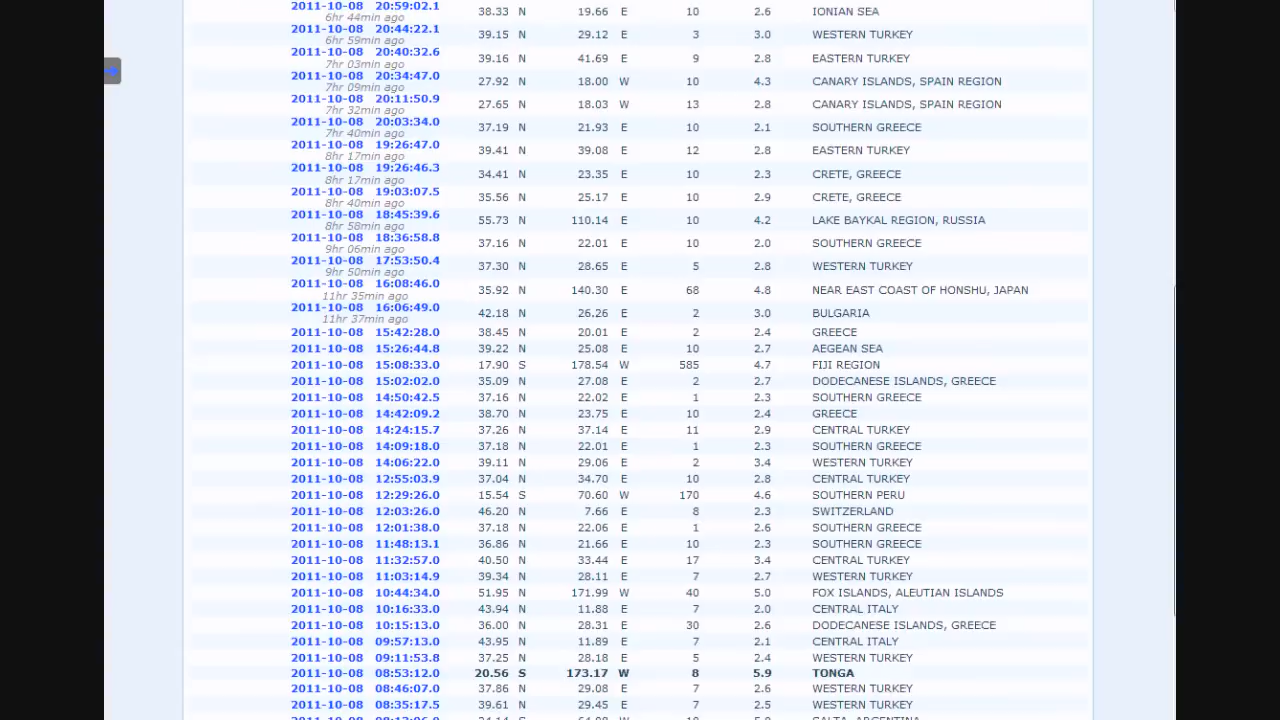 2011-10-08 20:59:02.1 38.33 N 19.66 E 10 2.6 IONIAN SEA
6hr 44min ago
2011-10-08 20:44:22.1 39.15 N 29.12 E 3 3.0 WESTERN TURKEY
6hr 59min ago
2011-10-08 20:40:32.6 39.16 N 41.69 E 9 2.8 EASTERN TURKEY
7hr 03min ago
2011-10-08 20:34:47.0 27.92 N 18.00 W 10 4.3 CANARY ISLANDS, SPAIN REGION
7hr 09min ago
2011-10-08 20:11:50.9 27.65 N 18.03 W 13 2.8 CANARY ISLANDS, SPAIN REGION
7hr 32min ago
2011-10-08 20:03:34.0 37.19 N 21.93 E 10 2.1 SOUTHERN GREECE
7hr 40min ago
2011-10-08 19:26:47.0 39.41 N 39.08 E 12 2.8 EASTERN TURKEY
8hr 17min ago
2011-10-08 19:26:46.3 34.41 N 23.35 E 10 2.3 CRETE, GREECE
8hr 17min ago
2011-10-08 19:03:07.5 35.56 N 25.17 E 10 2.9 CRETE, GREECE
8hr 40min ago
2011-10-08 18:45:39.6 55.73 N 110.14 E 10 4.2 LAKE BAYKAL REGION, RUSSIA
8hr 58min ago
2011-10-08 18:36:58.8 37.16 N 22.01 E 10 2.0 SOUTHERN GREECE
9hr 06min ago
2011-10-08 17:53:50.4 37.30 N 28.65 E 5 2.8 WESTERN TURKEY
9hr 50min ago
2011-10-08 16:08:46.0 35.92 N 140.30 E 68 4.8 NEAR EAST COAST OF HONSHU, JAPAN
11hr 35min ago
2011-10-08 16:06:49.0 42.18 N 26.26 E 2 3.0 BULGARIA
11hr 37min ago
2011-10-08 15:42:28.0 38.45 N 20.01 E 2 2.4 GREECE
2011-10-08 15:26:44.8 39.22 N 25.08 E 10 2.7 AEGEAN SEA
2011-10-08 15:08:33.0 17.90 S 178.54 W 585 4.7 FIJI REGION
2011-10-08 15:02:02.0 35.09 N 27.08 E 2 2.7 DODECANESE ISLANDS, GREECE
2011-10-08 14:50:42.5 37.16 N 22.02 E 1 2.3 SOUTHERN GREECE
2011-10-08 14:42:09.2 38.70 N 23.75 E 10 2.4 GREECE
2011-10-08 14:24:15.7 37.26 N 37.14 E 11 2.9 CENTRAL TURKEY
2011-10-08 14:09:18.0 37.18 N 22.01 E 1 2.3 SOUTHERN GREECE
2011-10-08 14:06:22.0 39.11 N 29.06 E 2 3.4 WESTERN TURKEY
2011-10-08 12:55:03.9 37.04 N 34.70 E 10 2.8 CENTRAL TURKEY
2011-10-08 12:29:26.0 15.54 S 70.60 W 170 4.6 SOUTHERN PERU
2011-10-08 12:03:26.0 46.20 N 7.66 E 8 2.3 SWITZERLAND
2011-10-08 12:01:38.0 37.18 N 22.06 E 1 2.6 SOUTHERN GREECE
2011-10-08 11:48:13.1 36.86 N 21.66 E 10 2.3 SOUTHERN GREECE
2011-10-08 11:32:57.0 40.50 N 33.44 E 17 3.4 CENTRAL TURKEY
2011-10-08 11:03:14.9 39.34 N 28.11 E 7 2.7 WESTERN TURKEY
2011-10-08 10:44:34.0 51.95 N 171.99 W 40 5.0 FOX ISLANDS, ALEUTIAN ISLANDS
2011-10-08 10:16:33.0 43.94 N 11.88 E 7 2.0 CENTRAL ITALY
2011-10-08 10:15:13.0 36.00 N 28.31 E 30 2.6 DODECANESE ISLANDS, GREECE
2011-10-08 09:57:13.0 43.95 N 11.89 E 7 2.1 CENTRAL ITALY
2011-10-08 09:11:53.8 37.25 N 28.18 E 5 2.4 WESTERN TURKEY
2011-10-08 08:53:12.0 20.56 S 173.17 W 8 5.9 TONGA
2011-10-08 08:46:07.0 37.86 N 29.08 E 7 2.6 WESTERN TURKEY
2011-10-08 08:35:17.5 39.61 N 29.45 E 7 2.5 WESTERN TURKEY
2011-10-08 SALTA, ARGENTINA